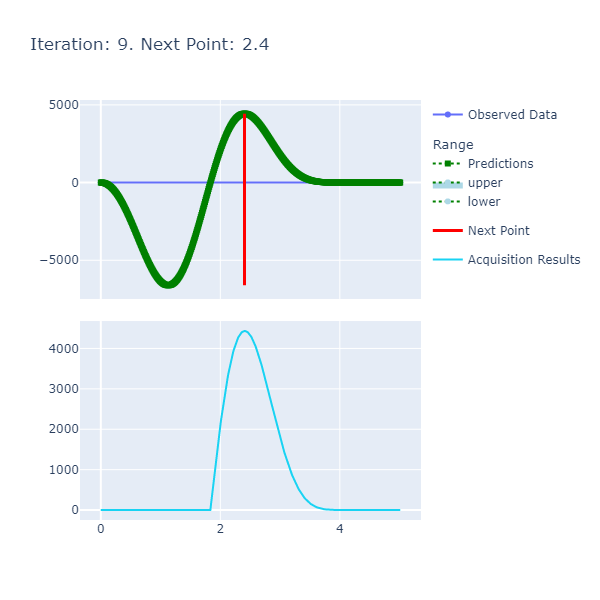 Iteration: 9. Next Point: 2.4
5000
0
−5000
Observed Data
Range
Predictions
upper
lower
Next Point
Acquisition Results
4000
3000
2000
1000
0
0 2 4